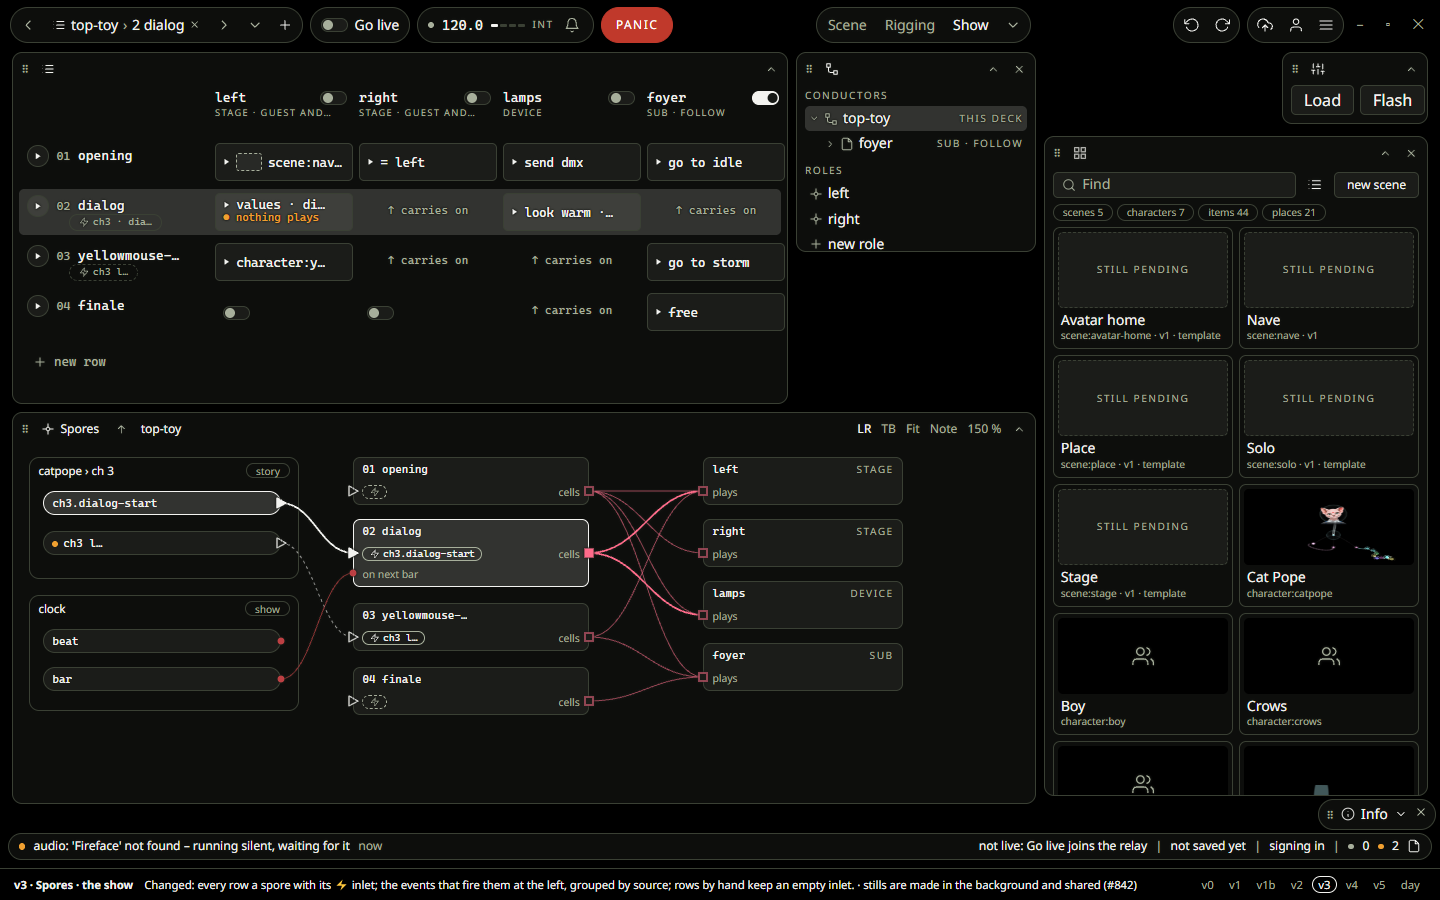 top-toy › 2 dialog ×
Go live
120.0 INT
PANIC
Scene Rigging Show
left
STAGE · GUEST AND…
right
STAGE · GUEST AND…
lamps
DEVICE
foyer
SUB · FOLLOW
01 opening
scene:nav…
= left
send dmx
go to idle
02 dialog
ch3 · dia…
values · di…
nothing plays
↑ carries on
look warm ·…
↑ carries on
03 yellowmouse-…
ch3 l…
character:y…
↑ carries on
↑ carries on
go to storm
04 finale
↑ carries on
free
+ new row
CONDUCTORS
top-toy THIS DECK
foyer SUB · FOLLOW
ROLES
left
right
+ new role
Load Flash
Find
new scene
scenes 5 characters 7 items 44 places 21
STILL PENDING
Avatar home
scene:avatar-home · v1 · template
STILL PENDING
Nave
scene:nave · v1
STILL PENDING
Place
scene:place · v1 · template
STILL PENDING
Solo
scene:solo · v1 · template
STILL PENDING
Stage
scene:stage · v1 · template
Cat Pope
character:catpope
Boy
character:boy
Crows
character:crows
Spores ↑ top-toy
LR TB Fit Note 150 %
catpope › ch 3 story
ch3.dialog-start
ch3 l…
clock show
beat
bar
01 opening
cells
02 dialog
ch3.dialog-start
cells
on next bar
03 yellowmouse-…
ch3 l…
cells
04 finale
cells
left STAGE
plays
right STAGE
plays
lamps DEVICE
plays
foyer SUB
plays
Info
audio: 'Fireface' not found – running silent, waiting for it now
not live: Go live joins the relay | not saved yet | signing in | 0 2
v3 · Spores · the show Changed: every row a spore with its ⚡ inlet; the events that fire them at the left, grouped by source; rows by hand keep an empty inlet. · stills are made in the background and shared (#842)
v0 v1 v1b v2 v3 v4 v5 day